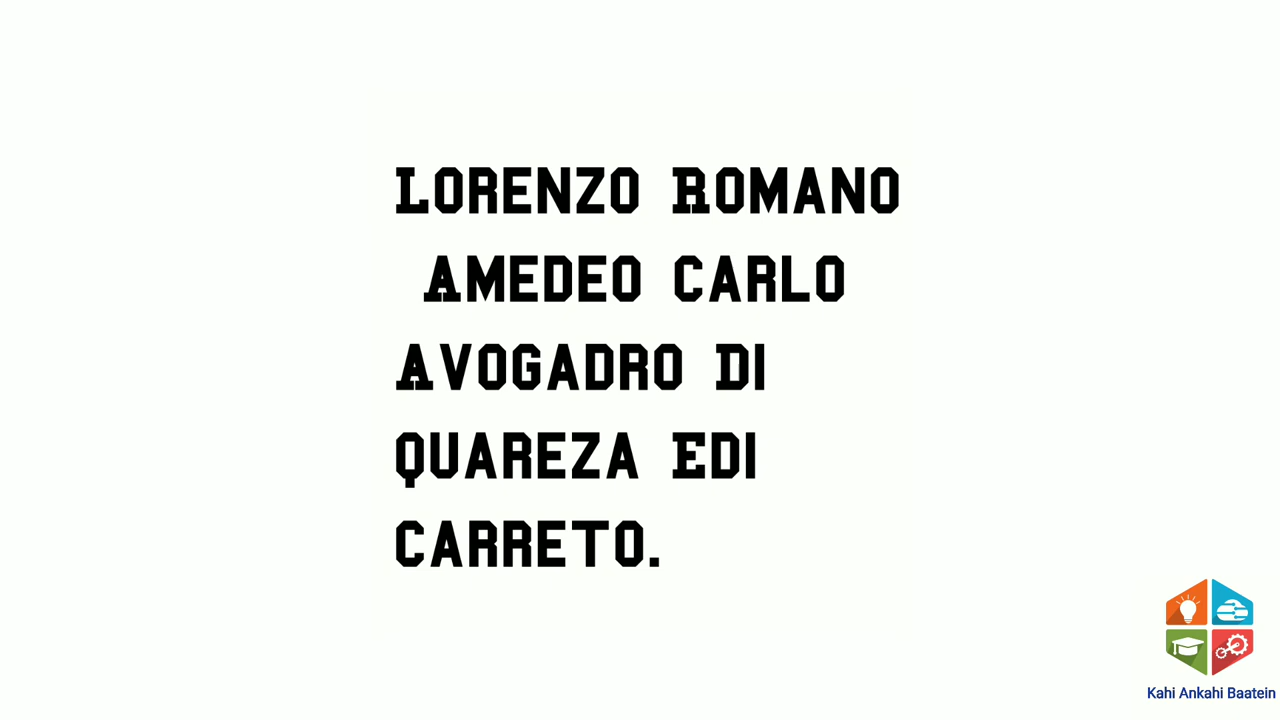 Lorenzo Romano
Amedeo carlo
Avogadro Di
quareza Edi
carreto.
Kahi Ankahi Baatein